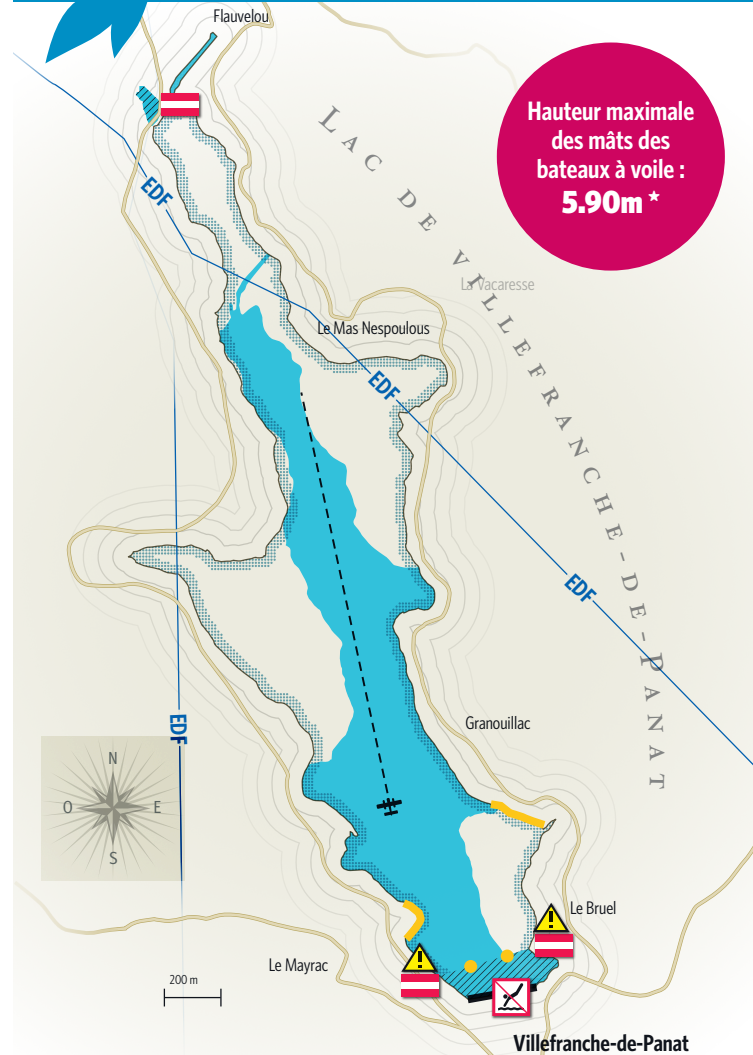 Flauvelou
Hauteur maximale
des mâts des
bateaux à voile :
5.90m *
LAC DE VILLEFRANCHE-DE-PANAT
EDF
La Vacaresse
Le Mas Nespoulous
EDF
EDF
EDF
Granouillac
N
O
E
S
Le Bruel
Le Mayrac
200 m
Villefranche-de-Panat